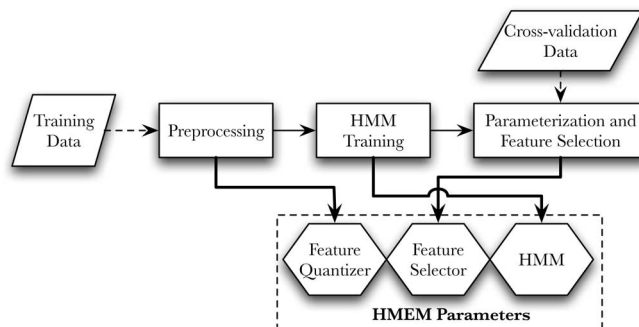 Cross-validation
Data
Training
Data
Preprocessing
HMM
Training
Parameterization and
Feature Selection
Feature
Quantizer
Feature
Selector
HMM
HMEM Parameters